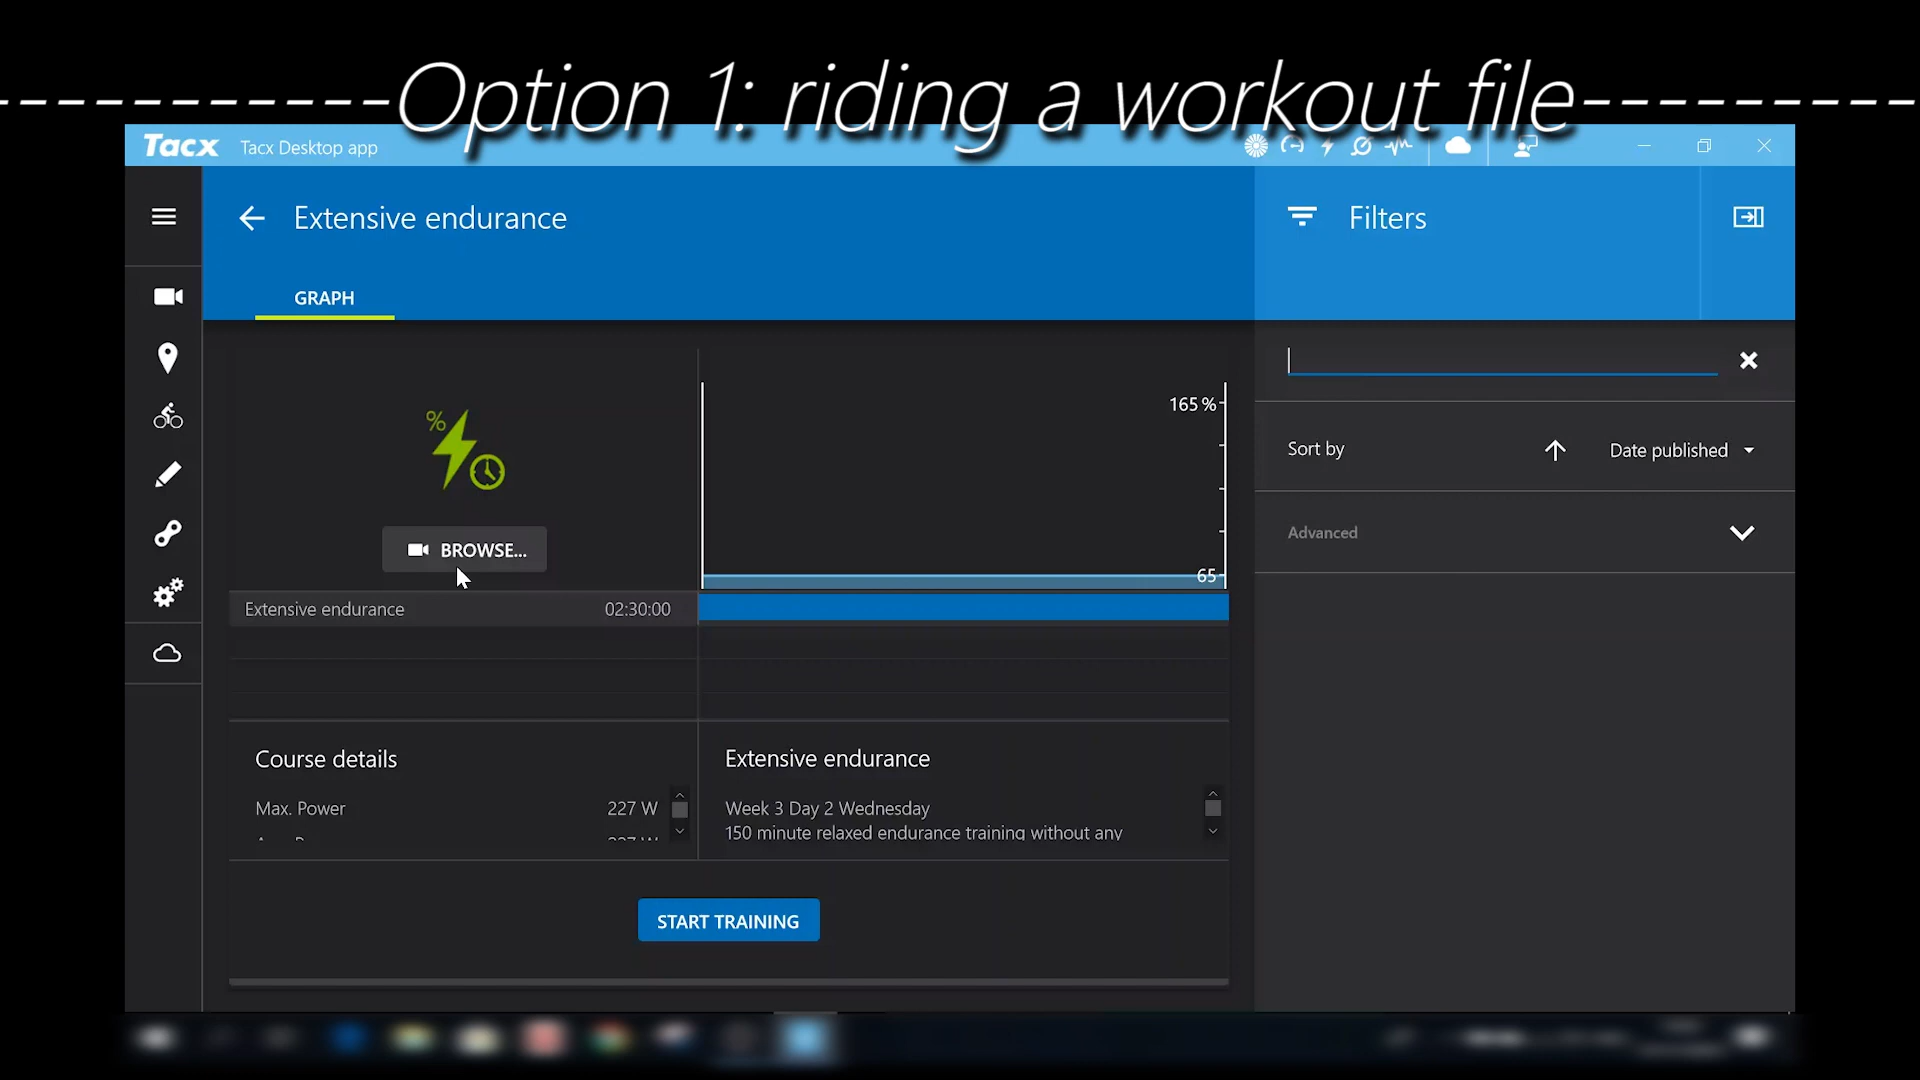 Option 1: riding a workout file
Tacx
Tacx Desktop app
Extensive endurance
Filters
GRAPH
%
165 %
Sort by
Date published
BROWSE...
Advanced
65
Extensive endurance
02:30:00
Course details
Extensive endurance
Max. Power
227 W
Week 3 Day 2 Wednesday
150 minute relaxed endurance training without any
START TRAINING